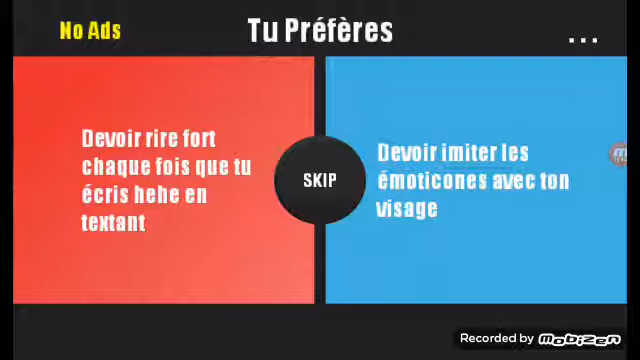 No Ads
Tu Préfères
...
Devoir rire fort
chaque fois que tu
écris hehe en
textant
SKIP
Devoir imiter les
émoticones avec ton
visage
Recorded by MOBIZEN